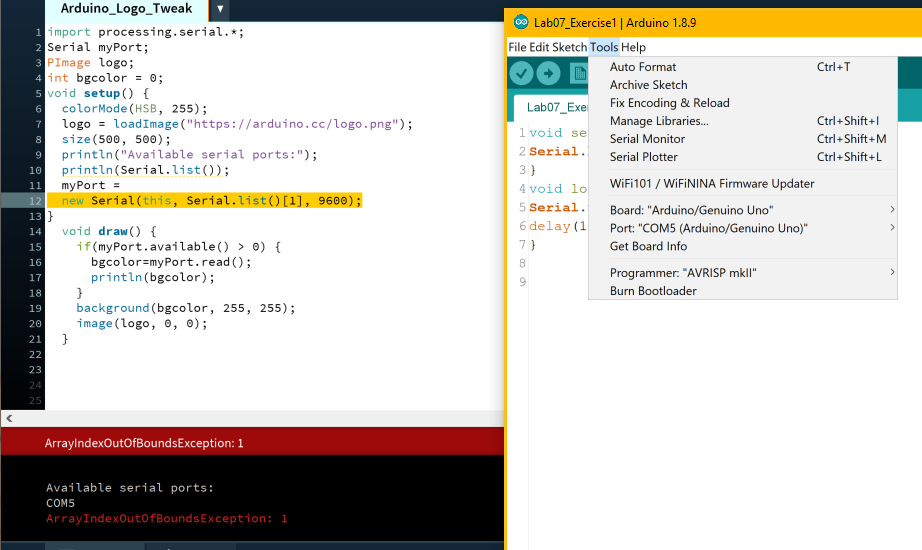 Arduino_Logo_Tweak
1 import processing.serial.*;
2 Serial myPort;
3 PImage logo;
4 int bgcolor = 0;
5 void setup() {
6 colorMode(HSB, 255);
7 logo = loadImage("https://arduino.cc/logo.png");
8 size(500, 500);
9 println("Available serial ports:");
10 println(Serial.list());
11 myPort =
12 new Serial(this, Serial.list()[1], 9600);
13 }
14 void draw() {
15 if(myPort.available() > 0) {
16 bgcolor=myPort.read();
17 println(bgcolor);
18 }
19 background(bgcolor, 255, 255);
20 image(logo, 0, 0);
21 }
22
23
24
25
ArrayIndexOutOfBoundsException: 1
Available serial ports:
COM5
ArrayIndexOutOfBoundsException: 1
Lab07_Exercise1 | Arduino 1.8.9
File Edit Sketch Tools Help
Lab07_Exe
1 void se
2 Serial.
3 }
4 void lo
5 Serial.
6 delay(1
7 }
8
9
Auto Format Ctrl+T
Archive Sketch
Fix Encoding & Reload
Manage Libraries... Ctrl+Shift+I
Serial Monitor Ctrl+Shift+M
Serial Plotter Ctrl+Shift+L
WiFi101 / WiFiNINA Firmware Updater
Board: "Arduino/Genuino Uno"
Port: "COM5 (Arduino/Genuino Uno)"
Get Board Info
Programmer: "AVRISP mkII"
Burn Bootloader